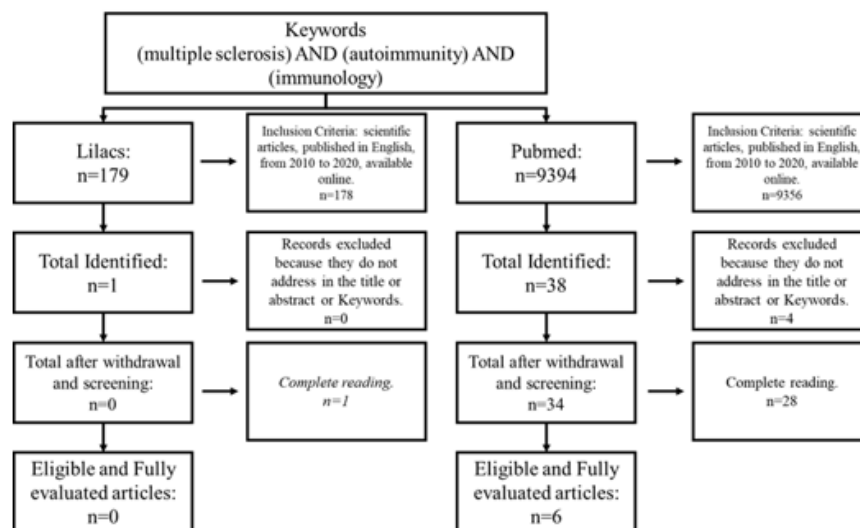 Keywords
(multiple sclerosis) AND (autoimmunity) AND
(immunology)
Lilacs:
n=179
Inclusion Criteria: scientific
articles, published in English,
from 2010 to 2020, available
online.
n=178
Pubmed:
n=9394
Inclusion Criteria: scientific
articles, published in English,
from 2010 to 2020, available
online.
n=9356
Total Identified:
n=1
Records excluded
because they do not
address in the title or
abstract or Keywords.
n=0
Total Identified:
n=38
Records excluded
because they do not
address in the title or
abstract or Keywords.
n=4
Total after withdrawal
and screening:
n=0
Complete reading.
n=1
Total after withdrawal
and screening:
n=34
Complete reading.
n=28
Eligible and Fully
evaluated articles:
n=0
Eligible and Fully
evaluated articles:
n=6